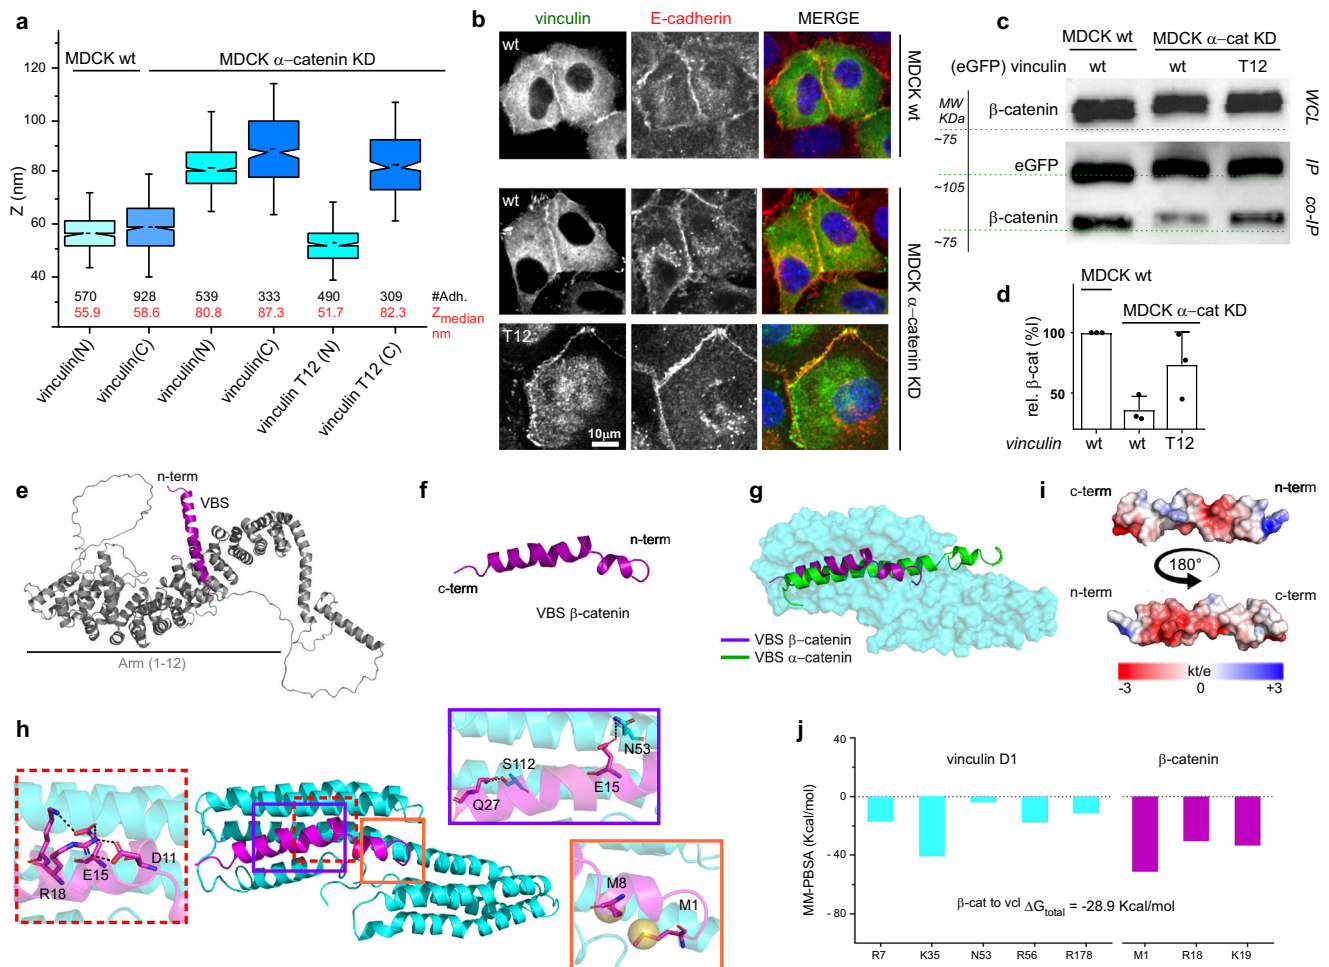 a
MDCK wt
MDCK α−catenin KD
Z (nm)
120
100
80
60
40
570 928 539 333 490 309 #Adh.
55.9 58.6 80.8 87.3 51.7 82.3 Zmedian
nm
vinculin(N)
vinculin(C)
vinculin(N)
vinculin(C)
vinculin T12 (N)
vinculin T12 (C)
b
vinculin E-cadherin MERGE
wt
MDCK wt
wt
T12
MDCK α−catenin KD
10μm
c
MDCK wt MDCK α−cat KD
(eGFP) vinculin wt wt T12
MW
KDa
β-catenin
WCL
~75
eGFP
IP
~105
β-catenin
co-IP
~75
d
MDCK wt
MDCK α−cat KD
rel. β-cat (%I)
100
50
vinculin wt wt T12
e
n-term
VBS
Arm (1-12)
f
n-term
c-term
VBS β-catenin
g
VBS β−catenin
VBS α−catenin
i
c-term n-term
180°
n-term c-term
kt/e
-3 0 +3
h
R18
E15
D11
S112
N53
Q27
E15
M8
M1
j
vinculin D1 β-catenin
MM-PBSA (Kcal/mol)
40
0
-40
-80
β-cat to vcl ΔGtotal = -28.9 Kcal/mol
R7 K35 N53 R56 R178 M1 R18 K19